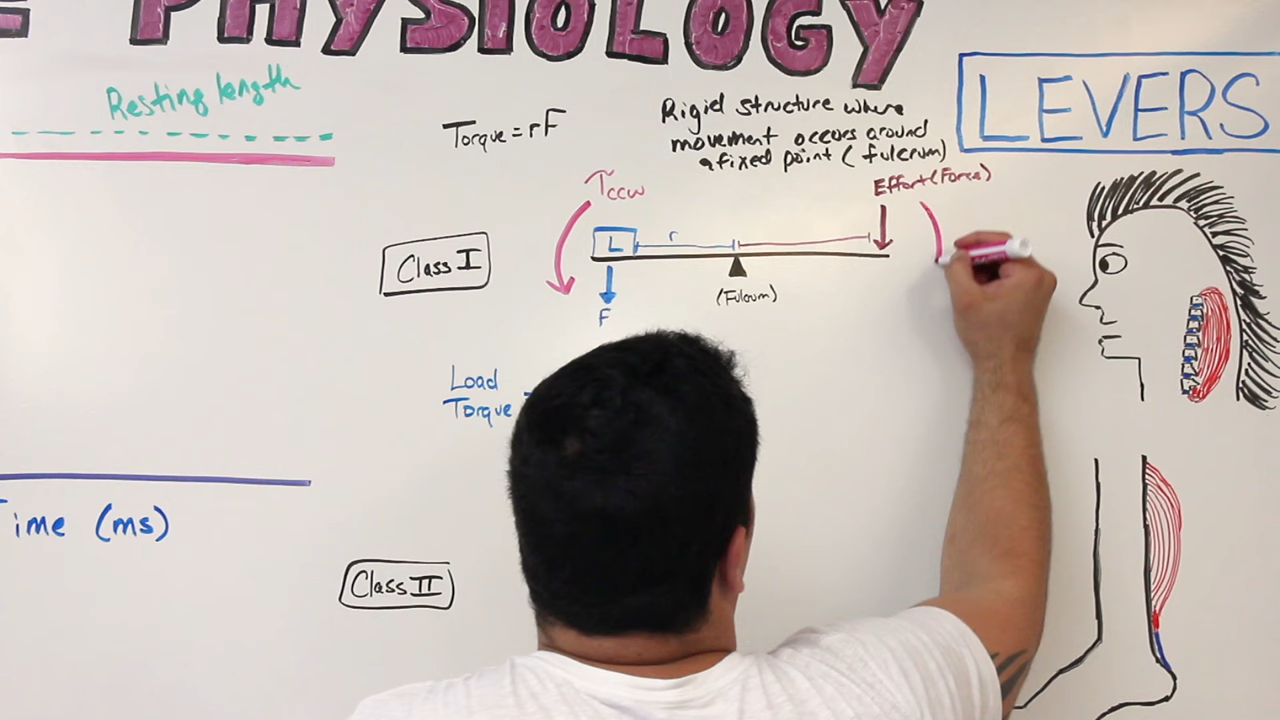 PHYSIOLOGY
Resting length
Torque = rF
Rigid structure where
movement occurs around
a fixed point (fulcrum)
LEVERS
Effort (Force)
τccw
Class I
L
r
(Fulcrum)
F
Load
Torque
Time (ms)
Class II